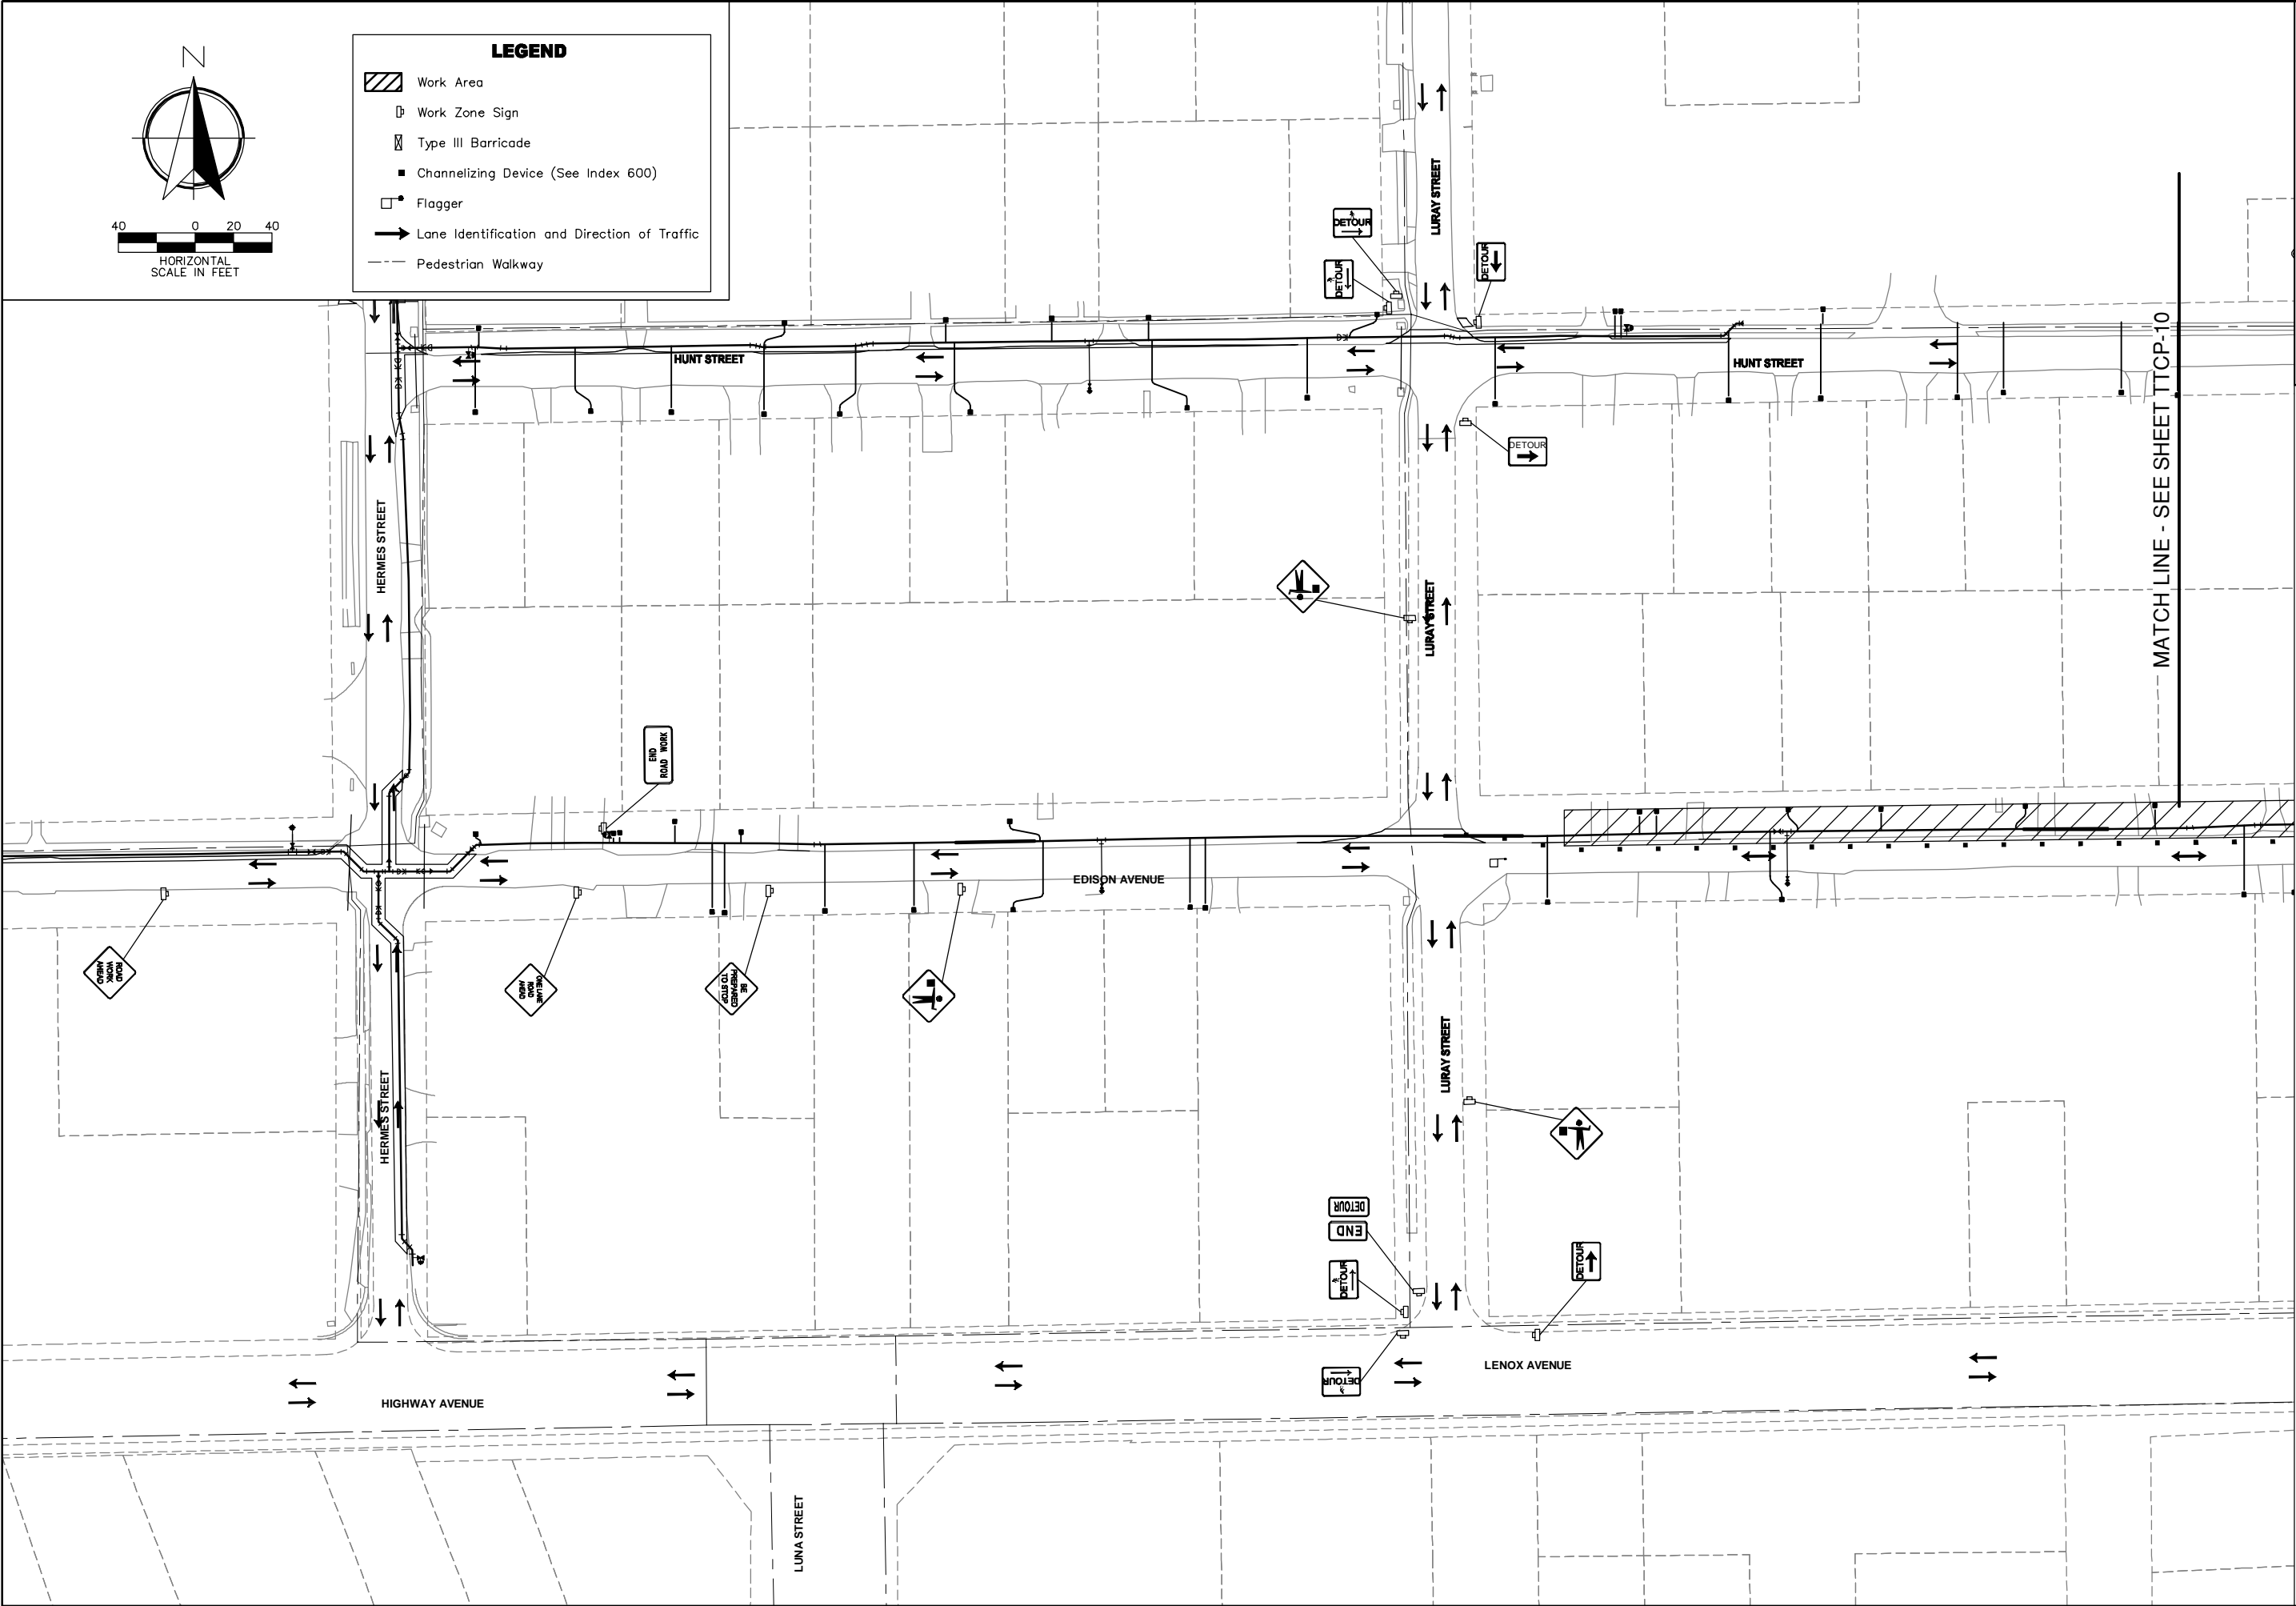 N
40 0 20 40
HORIZONTAL
SCALE IN FEET
LEGEND
Work Area
Work Zone Sign
Type III Barricade
Channelizing Device (See Index 600)
Flagger
Lane Identification and Direction of Traffic
Pedestrian Walkway
LURAY STREET
DETOUR
DETOUR
DETOUR
HUNT STREET
HUNT STREET
DETOUR
MATCH LINE - SEE SHEET TTCP-10
HERMES STREET
LURAY STREET
END
ROAD WORK
EDISON AVENUE
ROAD
WORK
AHEAD
ONE LANE
ROAD
AHEAD
BE
PREPARED
TO STOP
LURAY STREET
HERMES STREET
DETOUR
END
DETOUR
DETOUR
DETOUR
LENOX AVENUE
HIGHWAY AVENUE
LUNA STREET